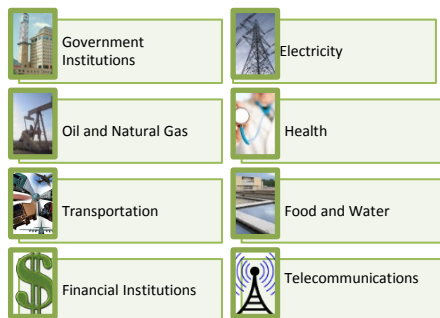 Government
Institutions
Electricity
Oil and Natural Gas
Health
Transportation
Food and Water
Financial Institutions
Telecommunications